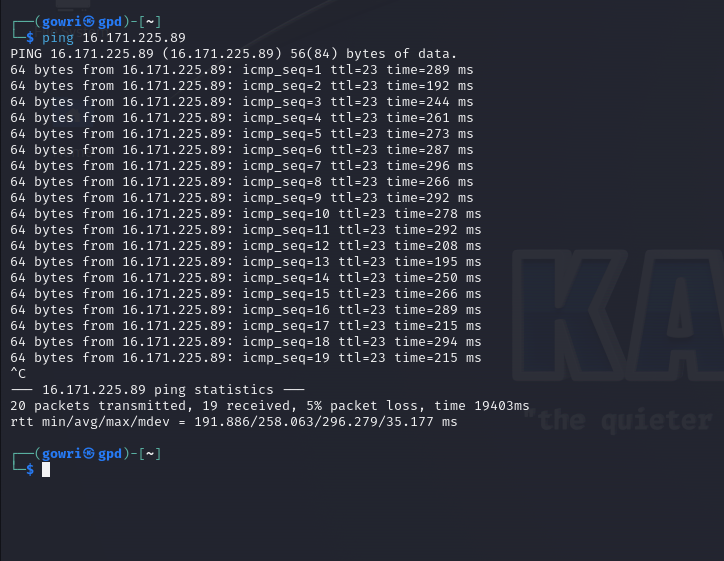 ┌──(gowri㉿gpd)-[~]
└─$ ping 16.171.225.89
PING 16.171.225.89 (16.171.225.89) 56(84) bytes of data.
64 bytes from 16.171.225.89: icmp_seq=1 ttl=23 time=289 ms
64 bytes from 16.171.225.89: icmp_seq=2 ttl=23 time=192 ms
64 bytes from 16.171.225.89: icmp_seq=3 ttl=23 time=244 ms
64 bytes from 16.171.225.89: icmp_seq=4 ttl=23 time=261 ms
64 bytes from 16.171.225.89: icmp_seq=5 ttl=23 time=273 ms
64 bytes from 16.171.225.89: icmp_seq=6 ttl=23 time=287 ms
64 bytes from 16.171.225.89: icmp_seq=7 ttl=23 time=296 ms
64 bytes from 16.171.225.89: icmp_seq=8 ttl=23 time=266 ms
64 bytes from 16.171.225.89: icmp_seq=9 ttl=23 time=292 ms
64 bytes from 16.171.225.89: icmp_seq=10 ttl=23 time=278 ms
64 bytes from 16.171.225.89: icmp_seq=11 ttl=23 time=292 ms
64 bytes from 16.171.225.89: icmp_seq=12 ttl=23 time=208 ms
64 bytes from 16.171.225.89: icmp_seq=13 ttl=23 time=195 ms
64 bytes from 16.171.225.89: icmp_seq=14 ttl=23 time=250 ms
64 bytes from 16.171.225.89: icmp_seq=15 ttl=23 time=266 ms
64 bytes from 16.171.225.89: icmp_seq=16 ttl=23 time=289 ms
64 bytes from 16.171.225.89: icmp_seq=17 ttl=23 time=215 ms
64 bytes from 16.171.225.89: icmp_seq=18 ttl=23 time=294 ms
64 bytes from 16.171.225.89: icmp_seq=19 ttl=23 time=215 ms
^C
--- 16.171.225.89 ping statistics ---
20 packets transmitted, 19 received, 5% packet loss, time 19403ms
rtt min/avg/max/mdev = 191.886/258.063/296.279/35.177 ms
┌──(gowri㉿gpd)-[~]
└─$
KA
"the quieter